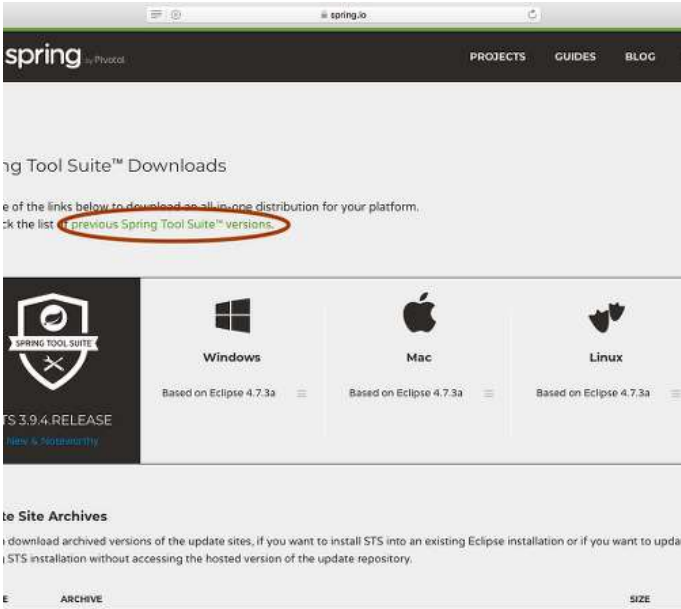 spring.io
spring by Pivotal
PROJECTS GUIDES BLOG
ng Tool Suite™ Downloads
e of the links below to download an all-in-one distribution for your platform.
ck the list of previous Spring Tool Suite™ versions.
SPRING TOOL SUITE
Windows Mac Linux
Based on Eclipse 4.7.3a Based on Eclipse 4.7.3a Based on Eclipse 4.7.3a
TS 3.9.4.RELEASE
New & Noteworthy
te Site Archives
download archived versions of the update sites, if you want to install STS into an existing Eclipse installation or if you want to upda
STS installation without accessing the hosted version of the update repository.
E ARCHIVE SIZE